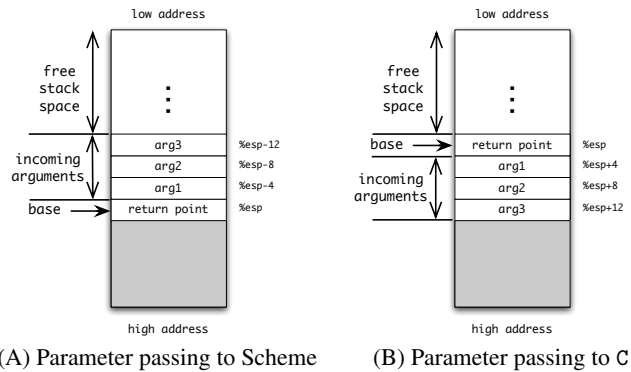 low address
free
stack
space
arg3 %esp-12
incoming
arguments
arg2 %esp-8
arg1 %esp-4
base return point %esp
high address
(A) Parameter passing to Scheme
low address
free
stack
space
base return point %esp
arg1 %esp+4
incoming
arguments
arg2 %esp+8
arg3 %esp+12
high address
(B) Parameter passing to C